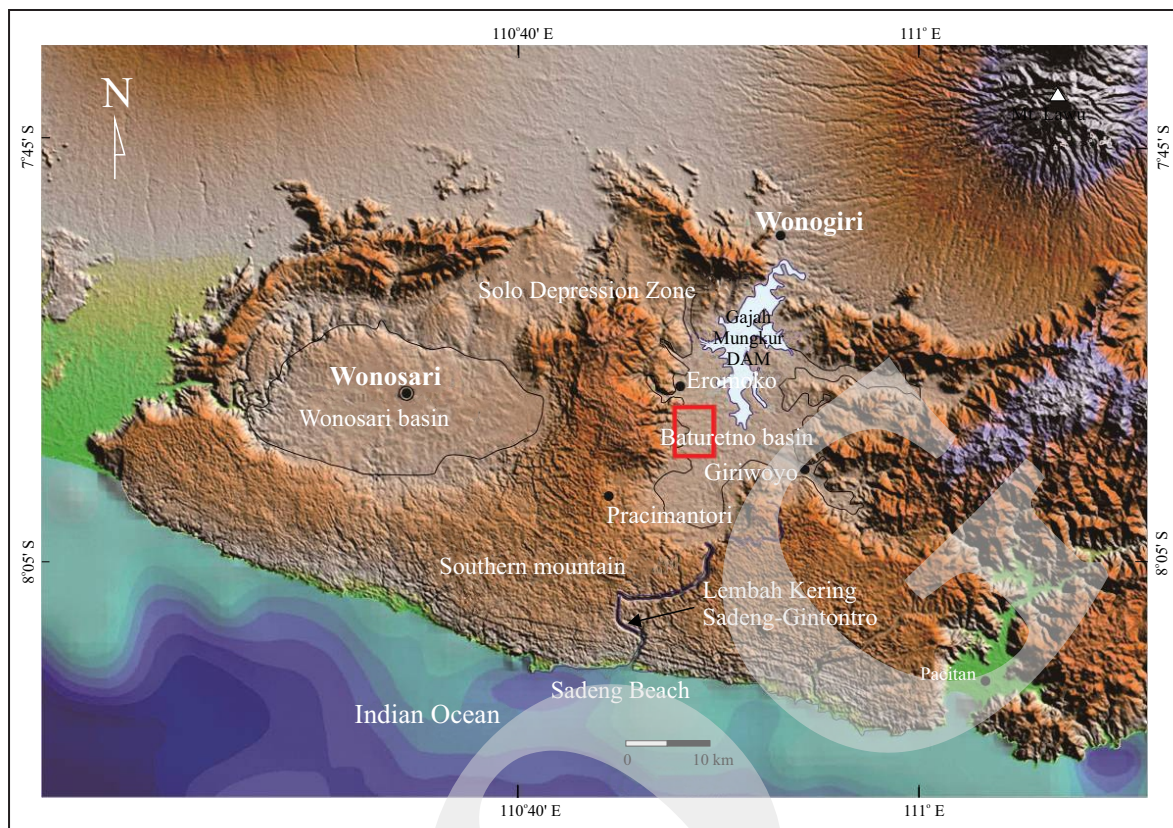 110°40' E
111° E
N
7°45' S
7°45' S
Wonogiri
Solo Depression Zone
Gajah
Mungkur
DAM
Eromoko
Wonosari
Wonosari basin
Baturetno basin
Giriwoyo
Pracimantori
8°05' S
8°05' S
Southern mountain
Lembah Kering
Sadeng-Gintontro
Pacitan
Sadeng Beach
Indian Ocean
0
10 km
110°40' E
111° E